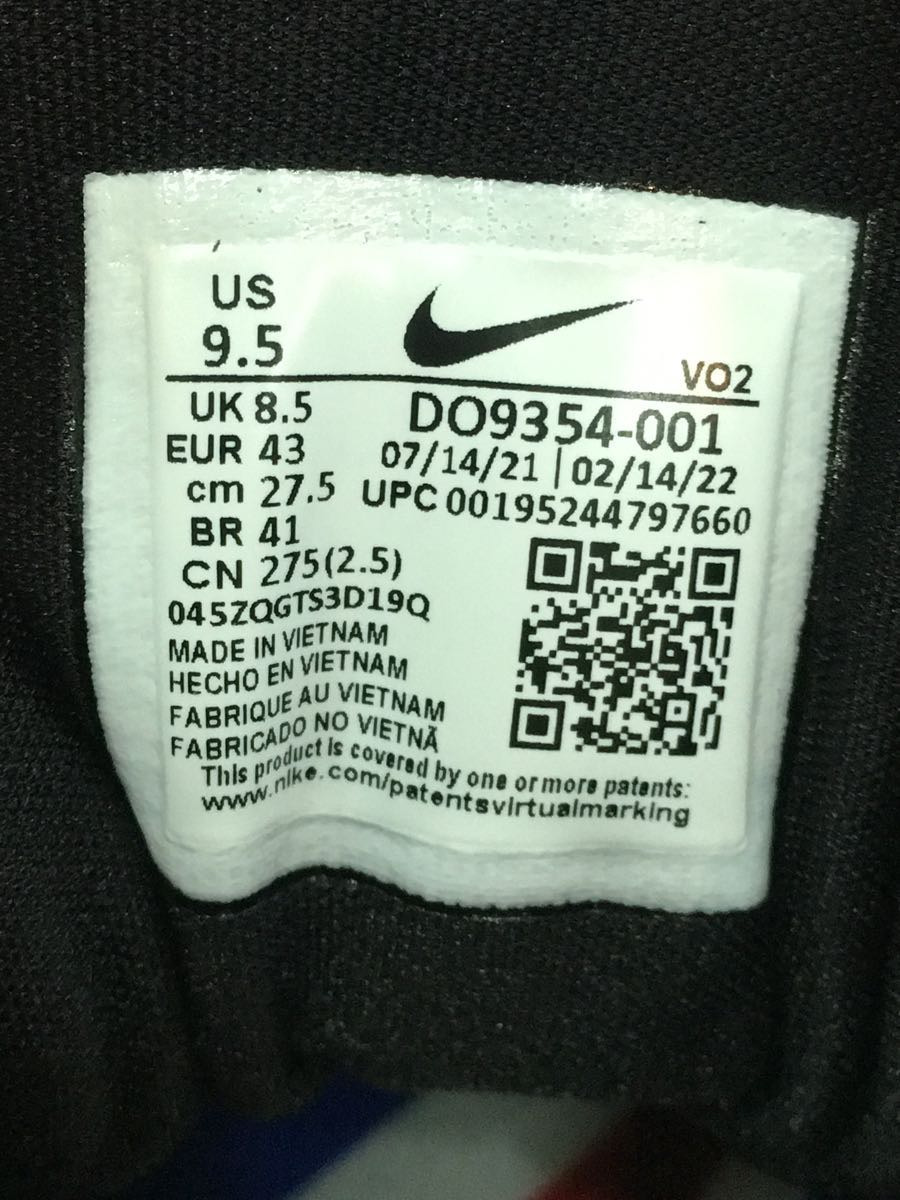 US
9.5
VO2
UK 8.5
EUR 43
cm 27.5
BR 41
CN 275(2.5)
DO9354-001
07/14/21 | 02/14/22
UPC 00195244797660
045ZQGTS3D19Q
MADE IN VIETNAM
HECHO EN VIETNAM
FABRIQUE AU VIETNAM
FABRICADO NO VIETNÃ
This product is covered by one or more patents:
www.nike.com/patentsvirtualmarking